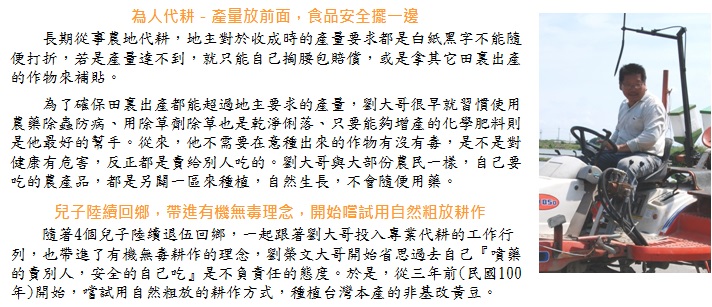 為人代耕 - 產量放前面，食品安全擺一邊
長期從事農地代耕，地主對於收成時的產量要求都是白紙黑字不能隨
便打折，若是產量達不到，就只能自己掏腰包賠償，或是拿其它田裏出產
的作物來補貼。
為了確保田裏出產都能超過地主要求的產量，劉大哥很早就習慣使用
農藥除蟲防病、用除草劑除草也是乾淨俐落、只要能夠增產的化學肥料則
是他最好的幫手。從來，他不需要在意種出來的作物有沒有毒，是不是對
健康有危害，反正都是賣給別人吃的。劉大哥與大部份農民一樣，自己要
吃的農產品，都是另闢一區來種植，自然生長，不會隨便用藥。
兒子陸續回鄉，帶進有機無毒理念，開始嚐試用自然粗放耕作
隨著4個兒子陸續退伍回鄉，一起跟著劉大哥投入專業代耕的工作行
列，也帶進了有機無毒耕作的理念，劉榮文大哥開始省思過去自己『噴藥
的賣別人，安全的自己吃』是不負責任的態度。於是，從三年前(民國100
年)開始，嚐試用自然粗放的耕作方式，種植台灣本產的非基改黃豆。